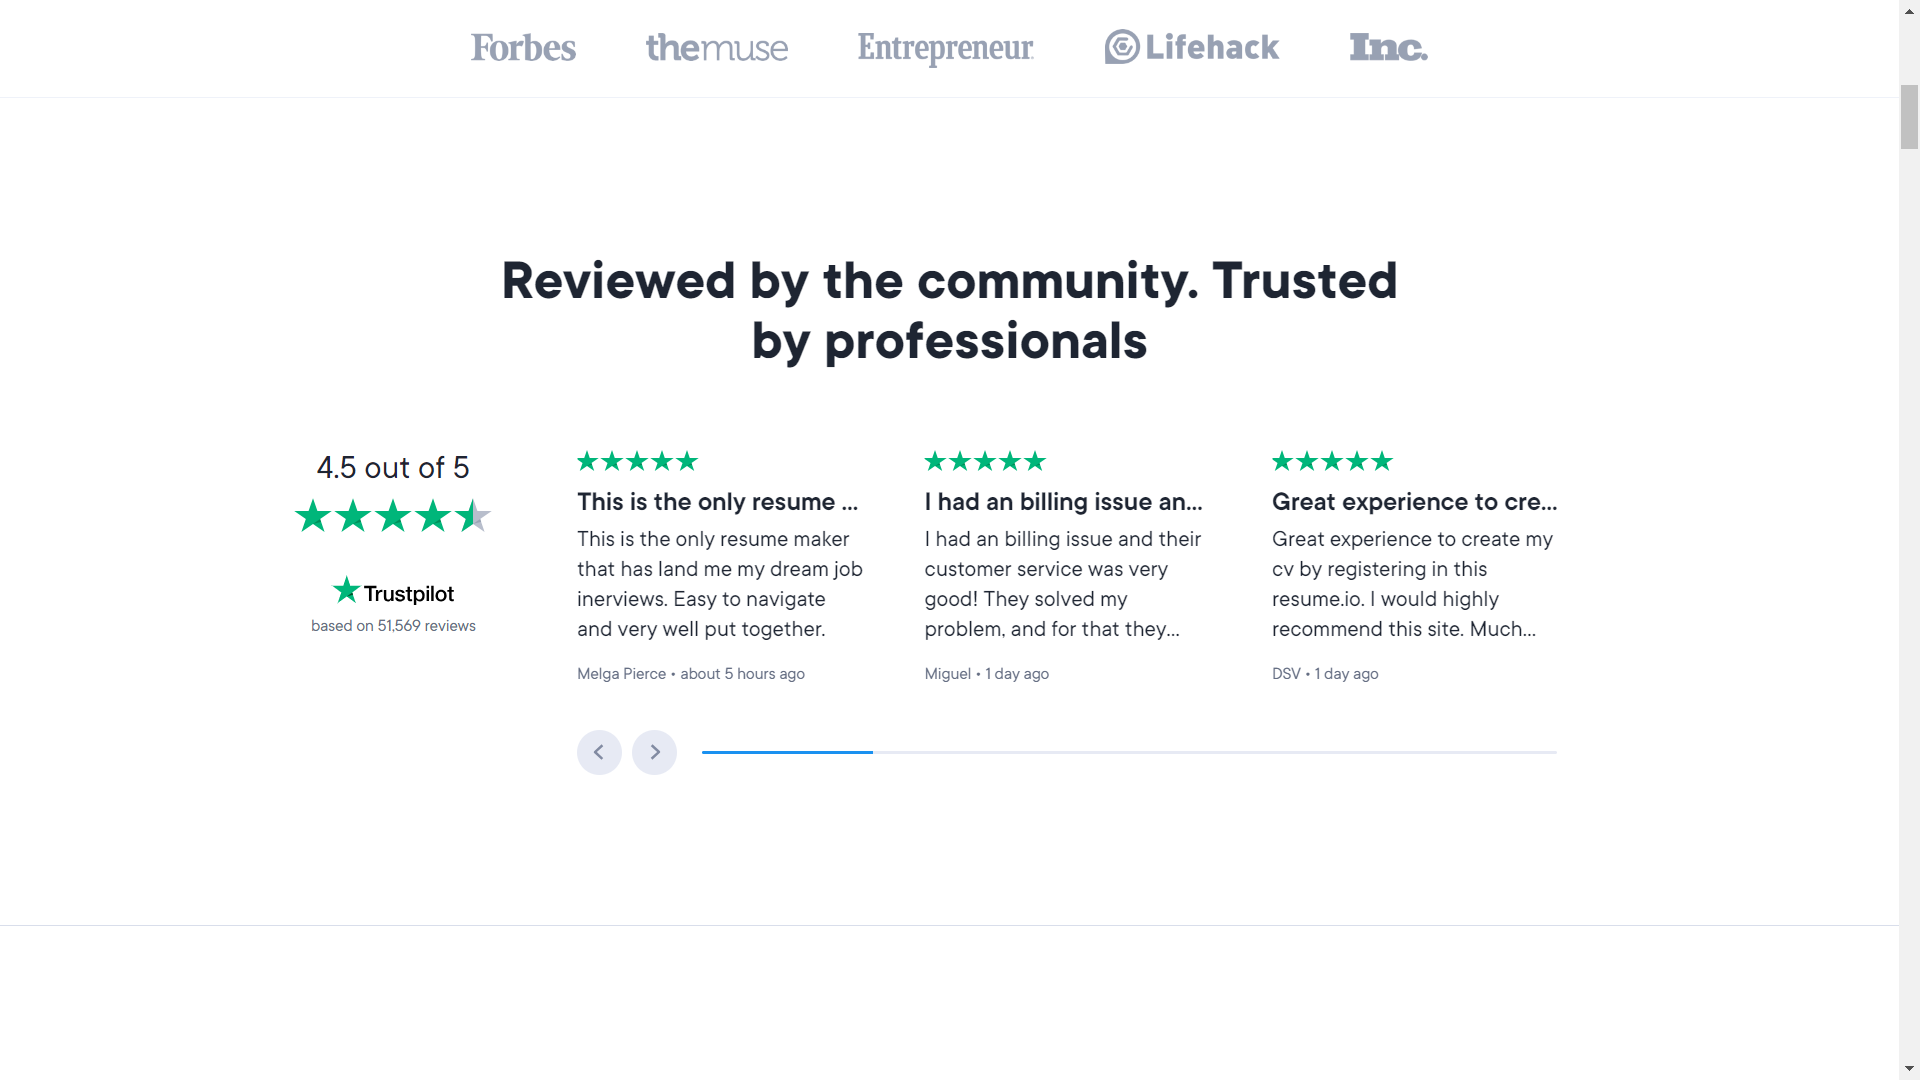 Forbes
themuse
Entrepreneur
Lifehack
Inc.
Reviewed by the community. Trusted
by professionals
4.5 out of 5
Trustpilot
based on 51,569 reviews
This is the only resume ...
This is the only resume maker
that has land me my dream job
inerviews. Easy to navigate
and very well put together.
Melga Pierce • about 5 hours ago
I had an billing issue an...
I had an billing issue and their
customer service was very
good! They solved my
problem, and for that they...
Miguel • 1 day ago
Great experience to cre...
Great experience to create my
cv by registering in this
resume.io. I would highly
recommend this site. Much...
DSV • 1 day ago